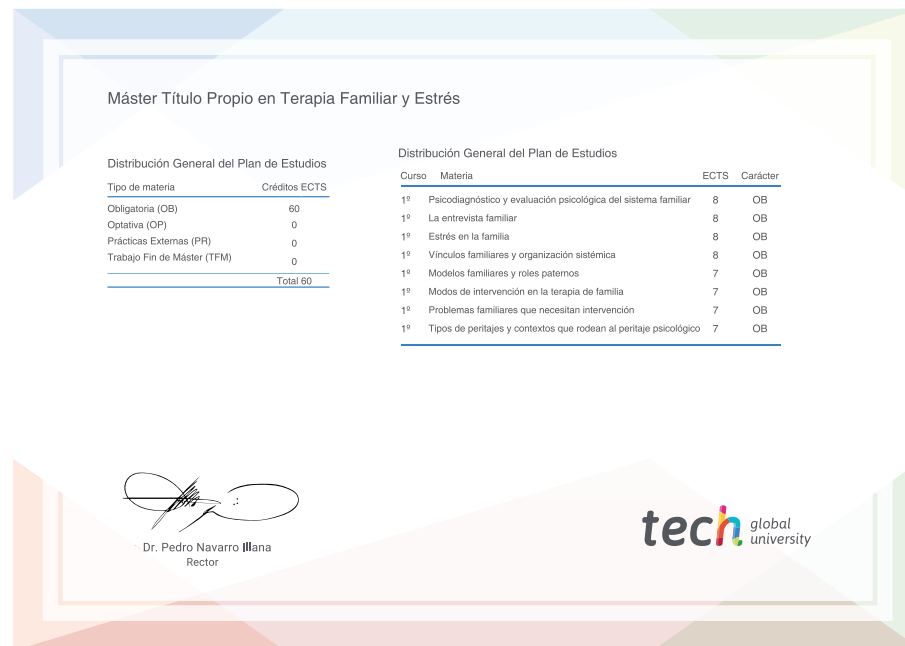 Máster Título Propio en Terapia Familiar y Estrés
Distribución General del Plan de Estudios
Tipo de materia Créditos ECTS
Obligatoria (OB) 60
Optativa (OP) 0
Prácticas Externas (PR) 0
Trabajo Fin de Máster (TFM) 0
Total 60
Distribución General del Plan de Estudios
Curso Materia ECTS Carácter
1º Psicodiagnóstico y evaluación psicológica del sistema familiar 8 OB
1º La entrevista familiar 8 OB
1º Estrés en la familia 8 OB
1º Vínculos familiares y organización sistémica 8 OB
1º Modelos familiares y roles paternos 7 OB
1º Modos de intervención en la terapia de familia 7 OB
1º Problemas familiares que necesitan intervención 7 OB
1º Tipos de peritajes y contextos que rodean al peritaje psicológico 7 OB
Dr. Pedro Navarro Illana
Rector
tech global
university